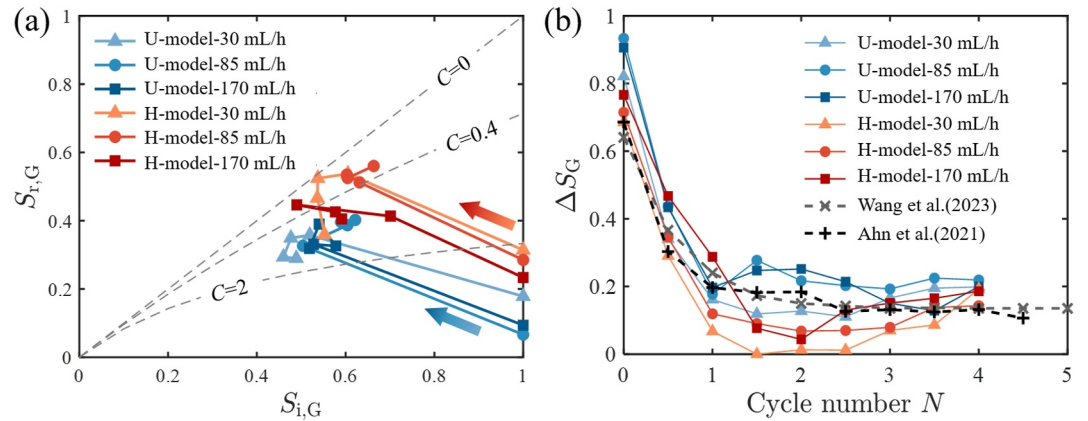 (a)
1
0.8
0.6
0.4
0.2
0
S_r,G
U-model-30 mL/h
U-model-85 mL/h
U-model-170 mL/h
H-model-30 mL/h
H-model-85 mL/h
H-model-170 mL/h
C=0
C=0.4
C=2
0 0.2 0.4 0.6 0.8 1
S_i,G
(b)
1
0.8
0.6
0.4
0.2
0
ΔS_G
U-model-30 mL/h
U-model-85 mL/h
U-model-170 mL/h
H-model-30 mL/h
H-model-85 mL/h
H-model-170 mL/h
Wang et al.(2023)
Ahn et al.(2021)
0 1 2 3 4 5
Cycle number N